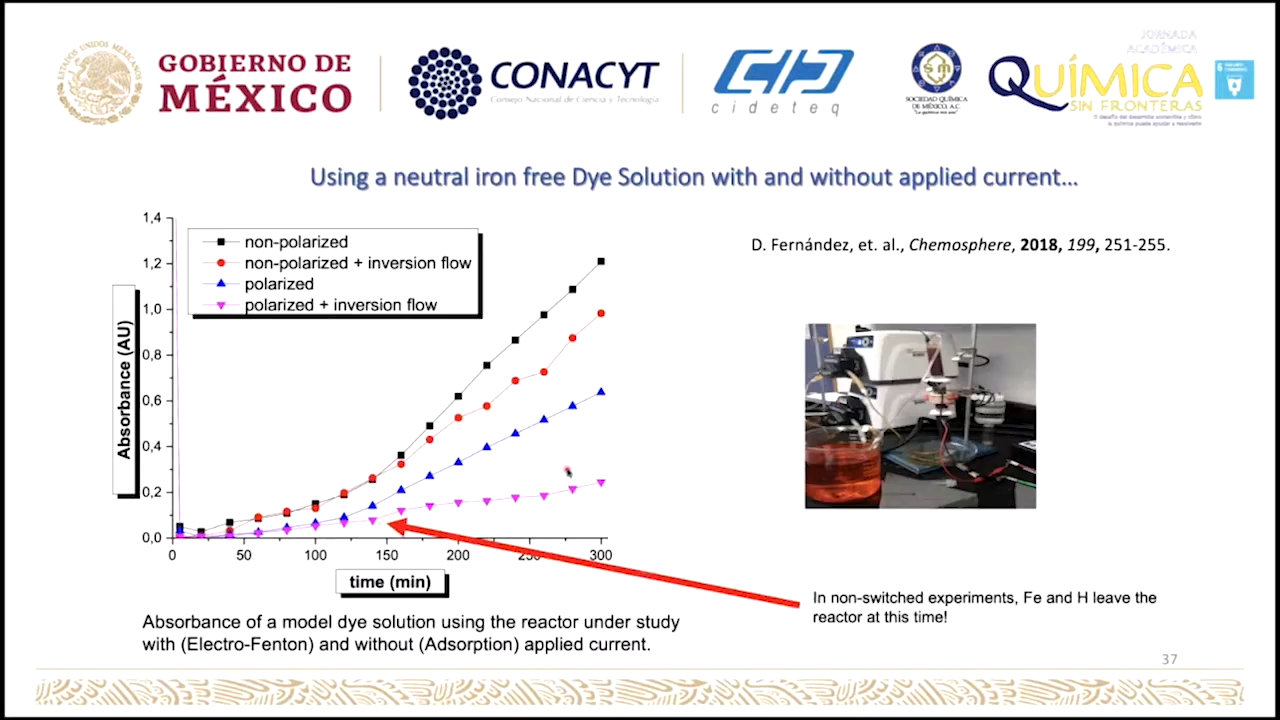 GOBIERNO DE
MÉXICO
CONACYT
Consejo Nacional de Ciencia y Tecnología
cideteq
SOCIEDAD QUÍMICA
DE MÉXICO, A.C.
JORNADA
ACADÉMICA
QUÍMICA
SIN FRONTERAS
6
Using a neutral iron free Dye Solution with and without applied current...
D. Fernández, et. al., Chemosphere, 2018, 199, 251-255.
non-polarized
non-polarized + inversion flow
polarized
polarized + inversion flow
Absorbance (AU)
1,4
1,2
1,0
0,8
0,6
0,4
0,2
0,0
0 50 100 150 200 250 300
time (min)
In non-switched experiments, Fe and H leave the
reactor at this time!
Absorbance of a model dye solution using the reactor under study
with (Electro-Fenton) and without (Adsorption) applied current.
37